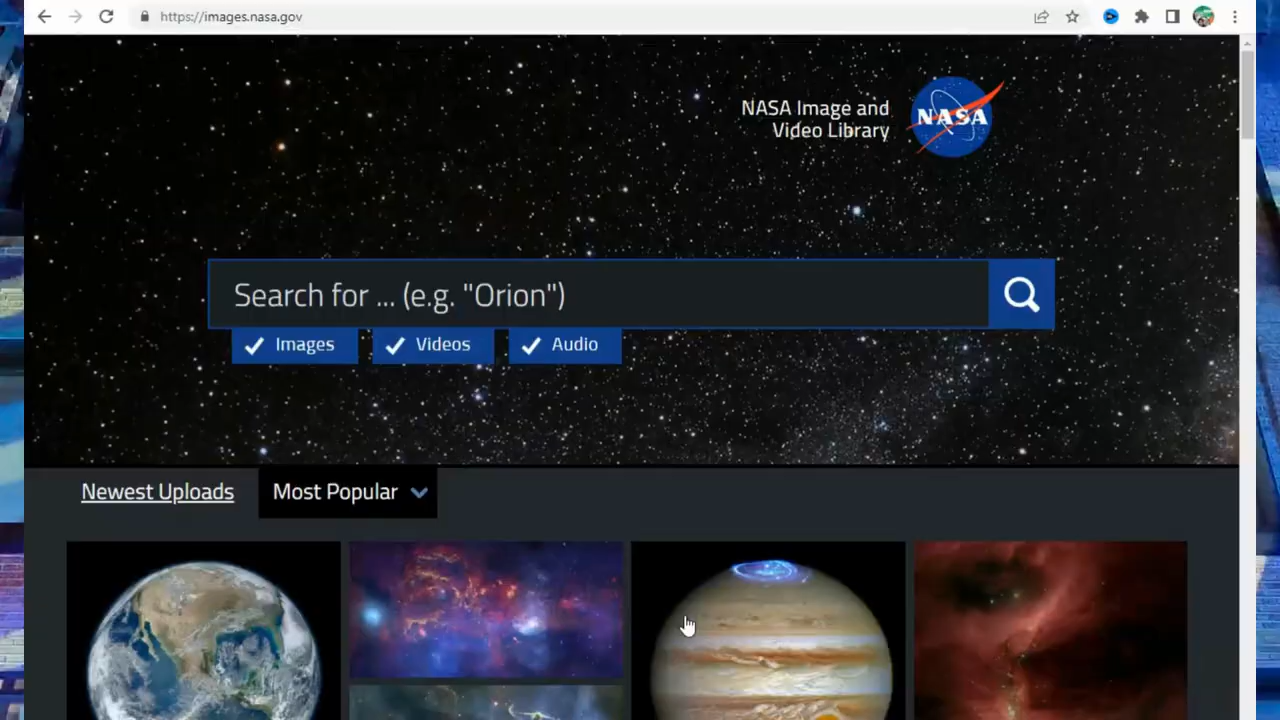 https://images.nasa.gov
NASA Image and
Video Library
NASA
Search for ... (e.g. "Orion")
Images
Videos
Audio
Newest Uploads
Most Popular